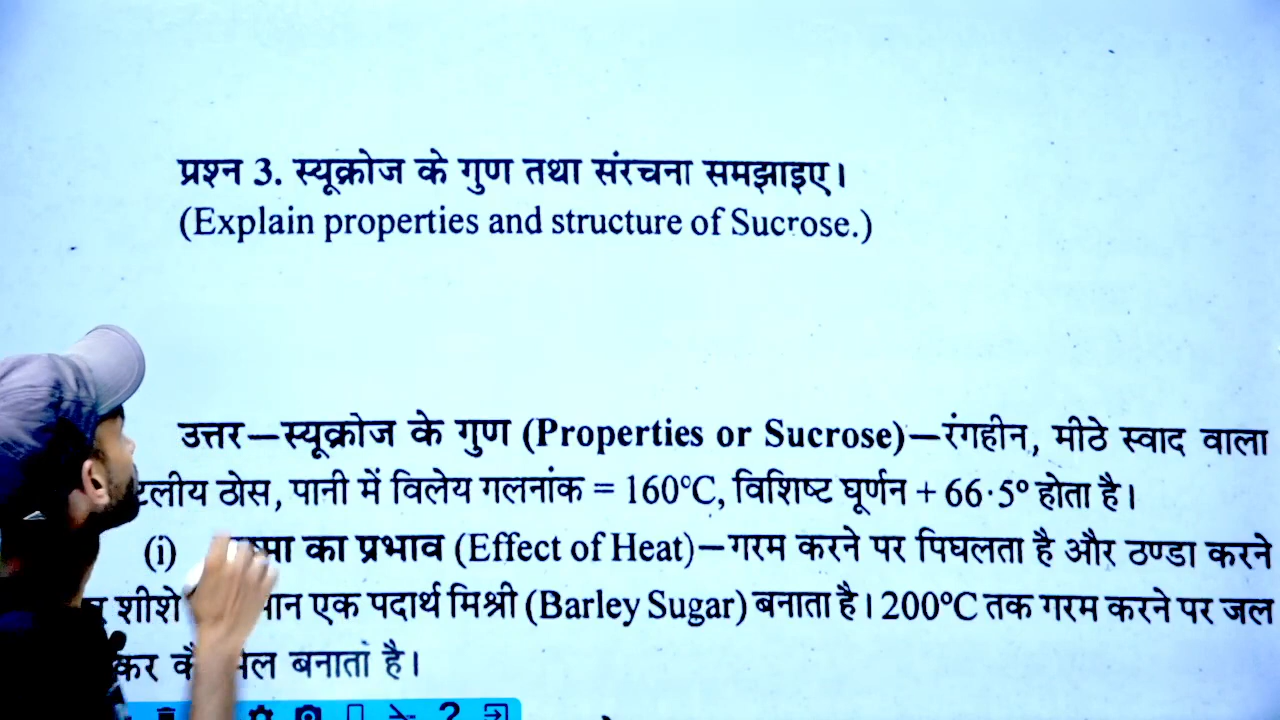 प्रश्न 3. स्यूक्रोज के गुण तथा संरचना समझाइए।
(Explain properties and structure of Sucrose.)
उत्तर—स्यूक्रोज के गुण (Properties or Sucrose)—रंगहीन, मीठे स्वाद वाला
ठोस, पानी में विलेय गलनांक = 160°C, विशिष्ट घूर्णन + 66·5° होता है।
(i) का प्रभाव (Effect of Heat)—गरम करने पर पिघलता है और ठण्डा करने
शीशे एक पदार्थ मिश्री (Barley Sugar) बनाता है। 200°C तक गरम करने पर जल
बनाता है।